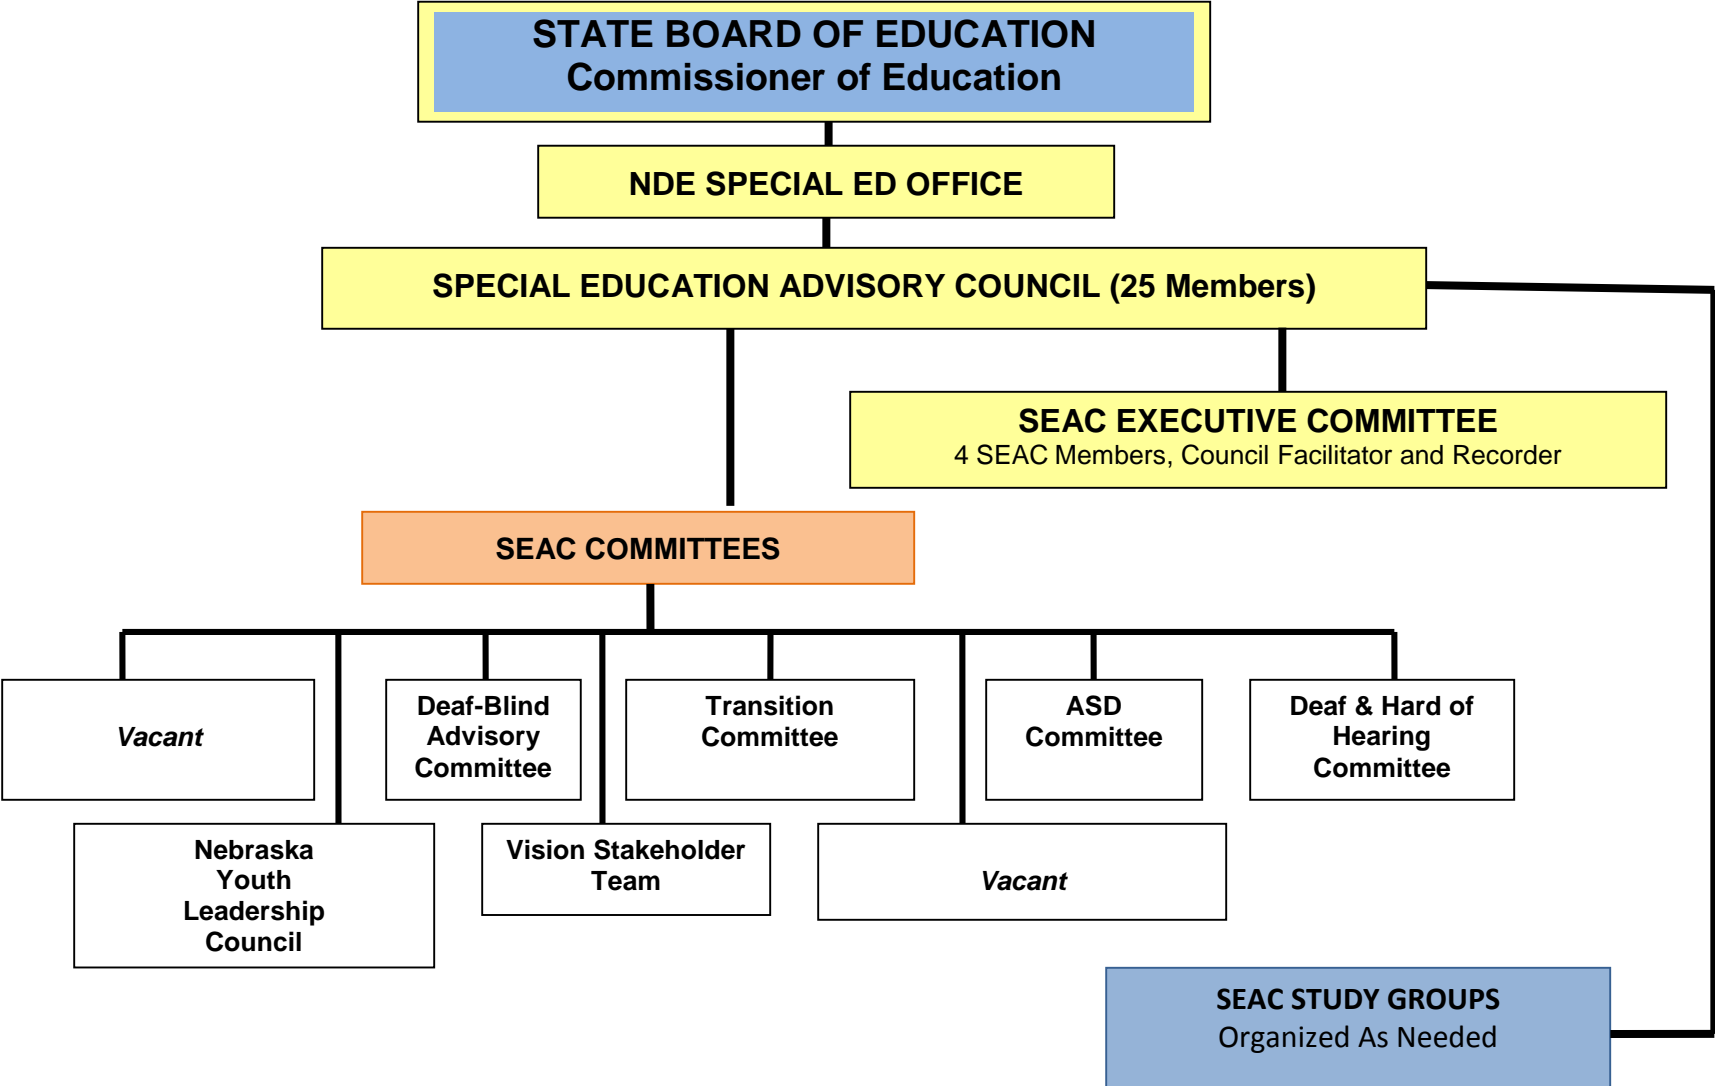 STATE BOARD OF EDUCATION
Commissioner of Education
NDE SPECIAL ED OFFICE
SPECIAL EDUCATION ADVISORY COUNCIL (25 Members)
SEAC EXECUTIVE COMMITTEE
4 SEAC Members, Council Facilitator and Recorder
SEAC COMMITTEES
Vacant
Deaf-Blind
Advisory
Committee
Transition
Committee
ASD
Committee
Deaf & Hard of
Hearing
Committee
Nebraska
Youth
Leadership
Council
Vision Stakeholder
Team
Vacant
SEAC STUDY GROUPS
Organized As Needed